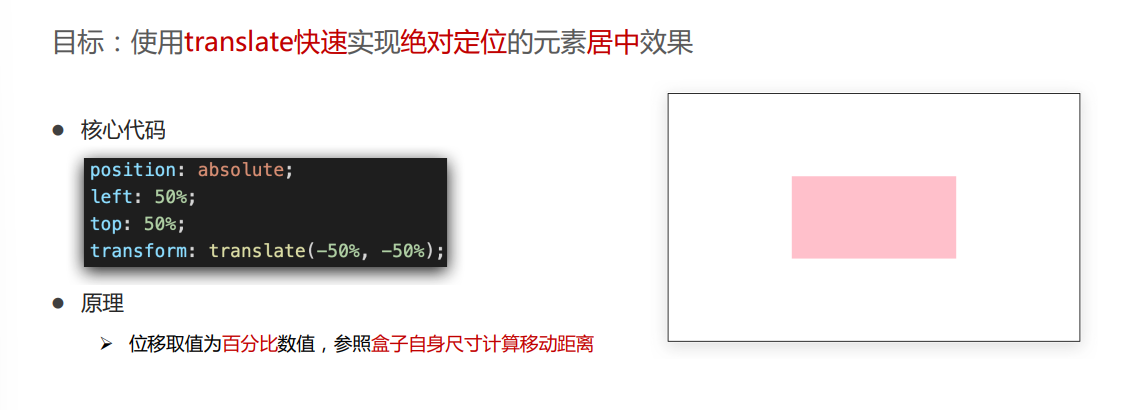 目标：使用translate快速实现绝对定位的元素居中效果
● 核心代码
position: absolute;
left: 50%;
top: 50%;
transform: translate(-50%, -50%);
● 原理
➢ 位移取值为百分比数值，参照盒子自身尺寸计算移动距离